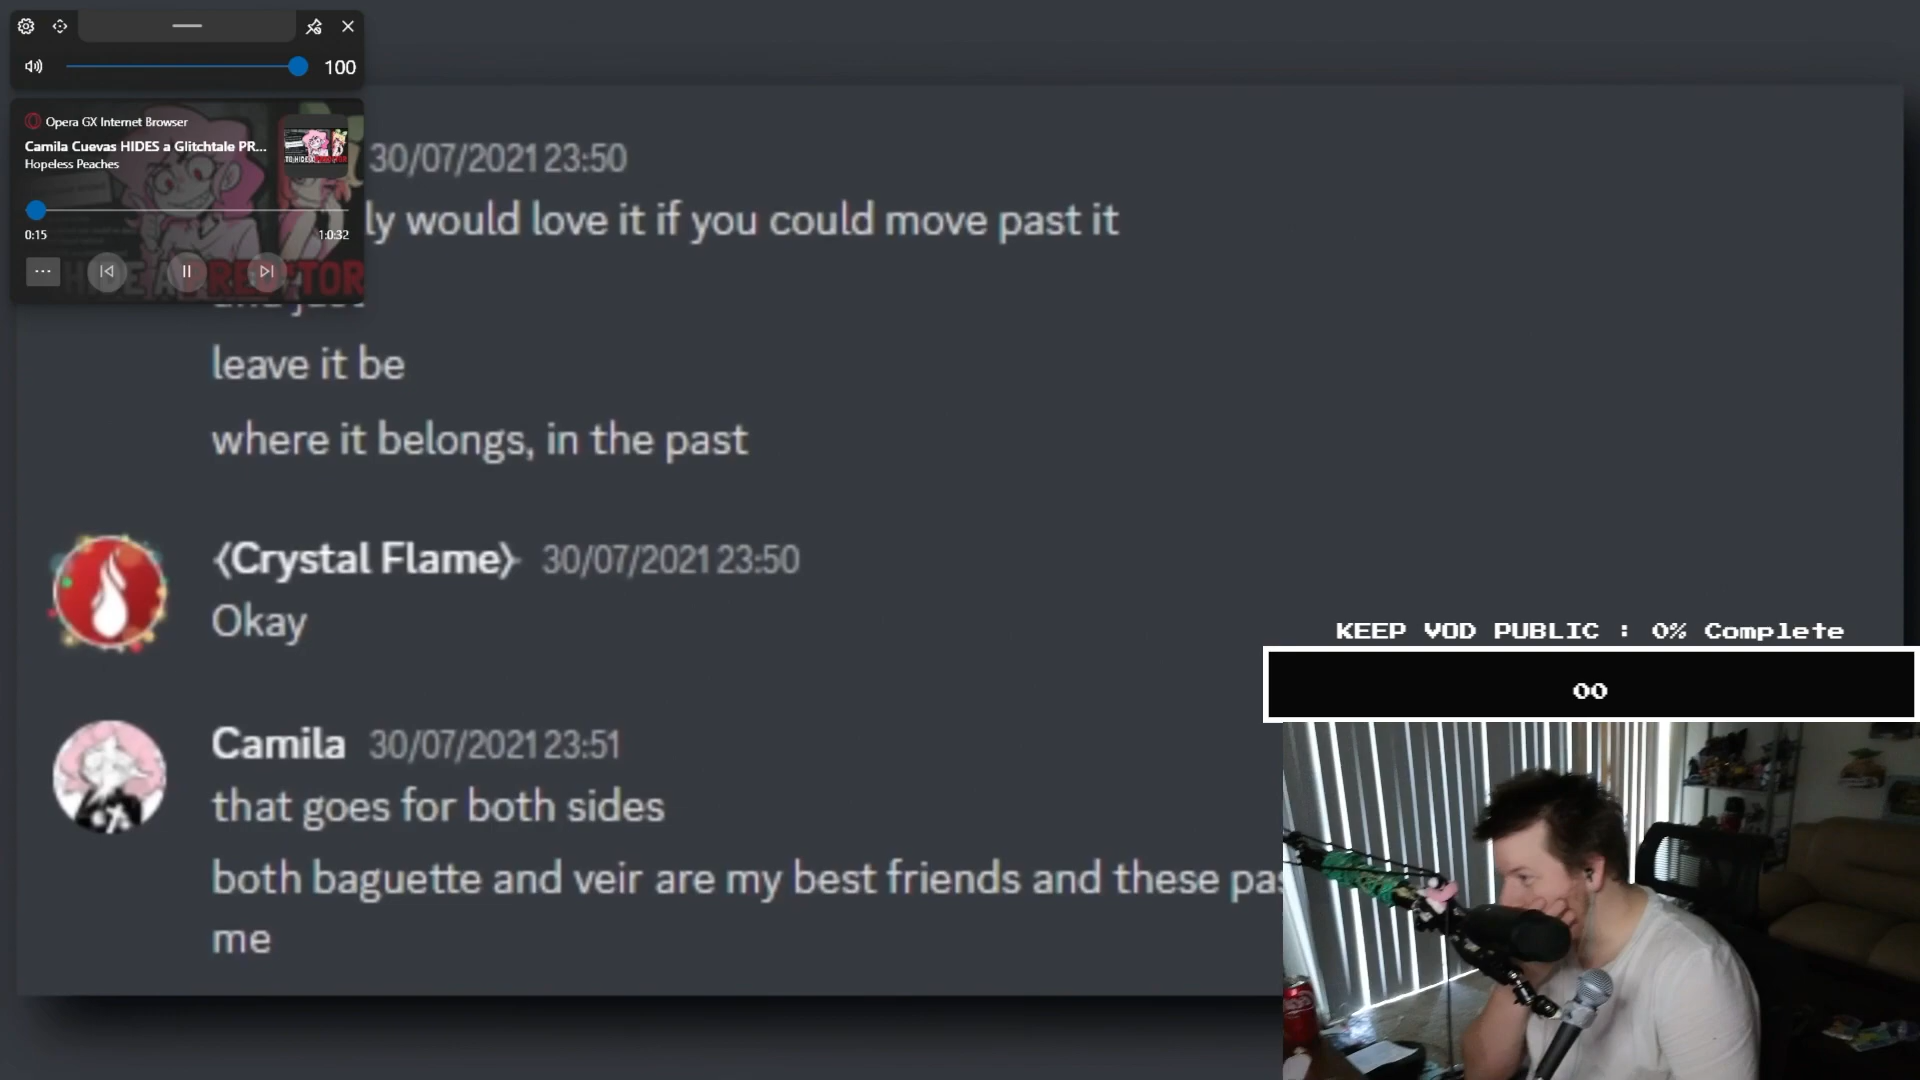 100
Opera GX Internet Browser
Camila Cuevas HIDES a Glitchtale PR...
Hopeless Peaches
0:15
1:0:32
30/07/2021 23:50
ly would love it if you could move past it
leave it be
where it belongs, in the past
{Crystal Flame} 30/07/2021 23:50
Okay
KEEP VOD PUBLIC : 0% Complete
00
Camila 30/07/2021 23:51
that goes for both sides
both baguette and veir are my best friends and these pas
me